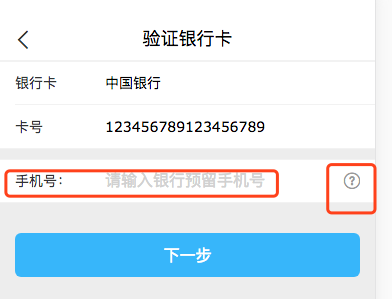 验证银行卡
银行卡 中国银行
卡号 123456789123456789
手机号： 请输入银行预留手机号 ?
下一步